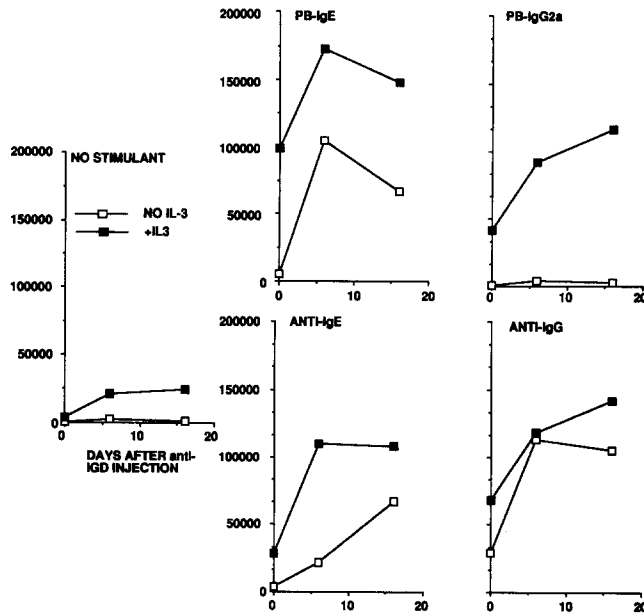 PB-IgE
200000
150000
100000
50000
0
0 10 20
PB-IgG2a
0 10 20
NO STIMULANT
NO IL-3
+IL3
200000
150000
100000
50000
0
0 10 20
DAYS AFTER anti-
IGD INJECTION
ANTI-IgE
200000
150000
100000
50000
0
0 10 20
ANTI-IgG
0 10 20